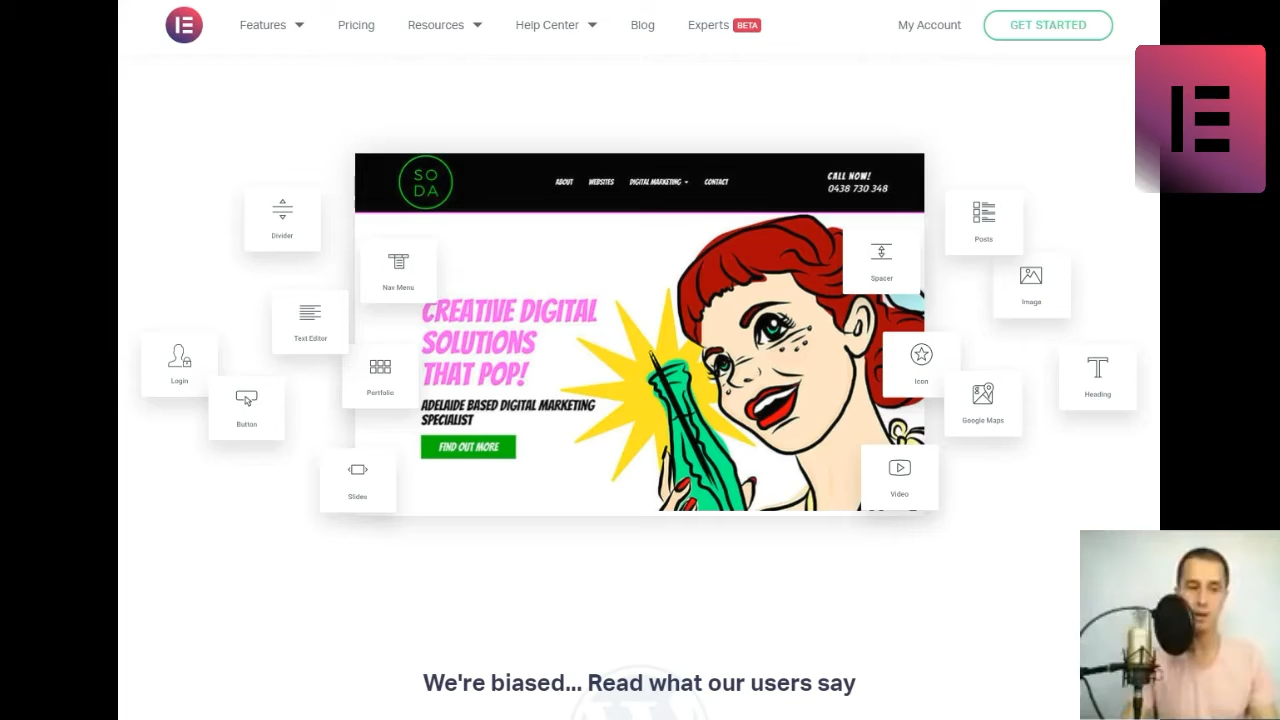 Features
Pricing
Resources
Help Center
Blog
Experts BETA
My Account
GET STARTED
SO
DA
ABOUT
WEBSITES
DIGITAL MARKETING
CONTACT
CALL NOW!
0438 730 348
Divider
Nav Menu
Text Editor
Login
Portfolio
Button
Slides
CREATIVE DIGITAL
SOLUTIONS
THAT POP!
ADELAIDE BASED DIGITAL MARKETING
SPECIALIST
FIND OUT MORE
Spacer
Posts
Image
Icon
Heading
Google Maps
Video
We're biased... Read what our users say